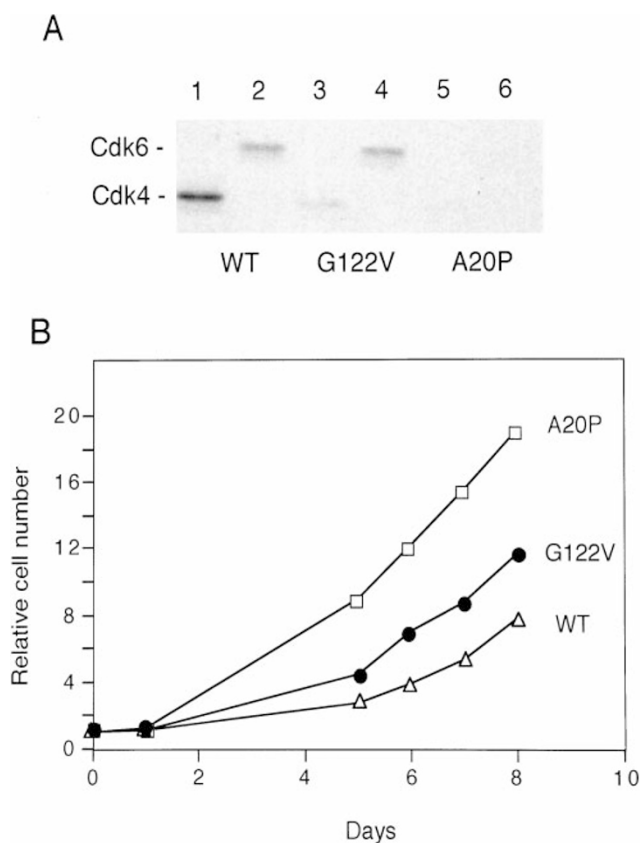 A
1 2 3 4 5 6
Cdk6 -
Cdk4 -
WT G122V A20P
B
20
16
12
8
4
0
Relative cell number
A20P
G122V
WT
0 2 4 6 8 10
Days